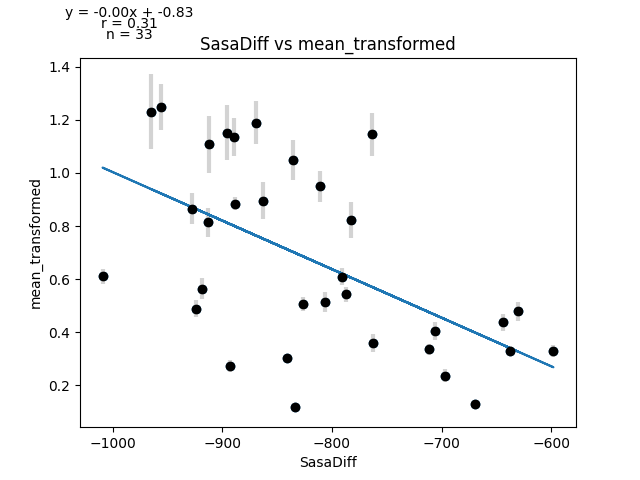 y = -0.00x + -0.83
r = 0.31
n = 33
SasaDiff vs mean_transformed
1.4
1.2
1.0
0.8
0.6
0.4
0.2
mean_transformed
−1000
−900
−800
−700
−600
SasaDiff